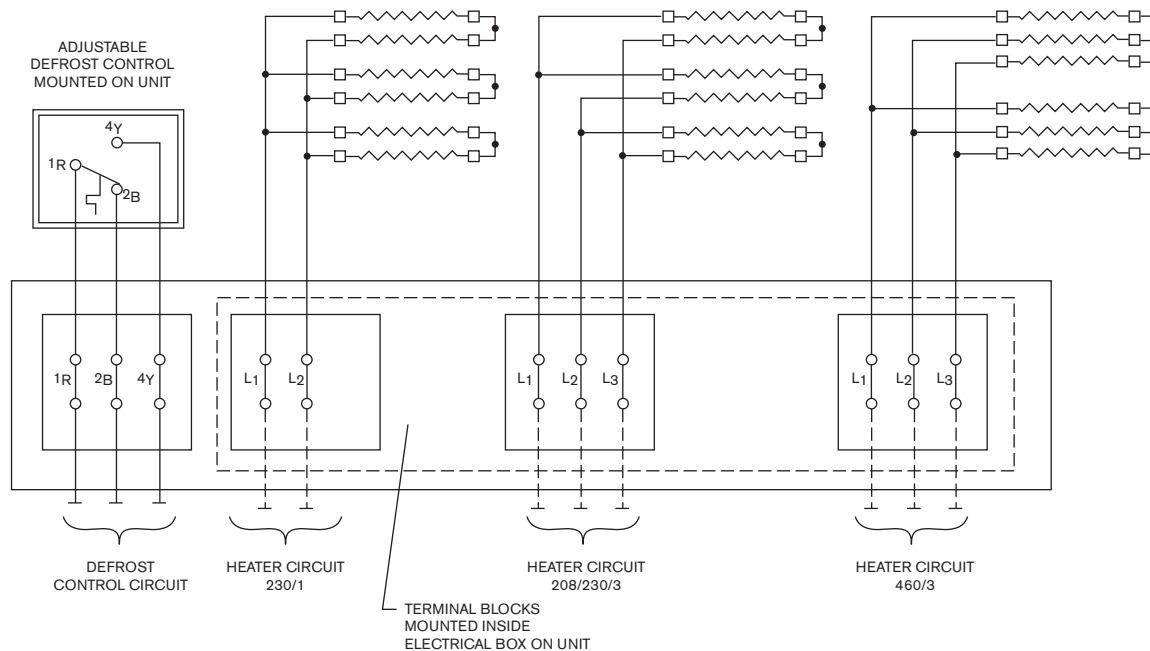 ADJUSTABLE
DEFROST CONTROL
MOUNTED ON UNIT
4Y
1R
2B
1R 2B 4Y
L1 L2
L1 L2 L3
L1 L2 L3
DEFROST
CONTROL CIRCUIT
HEATER CIRCUIT
230/1
HEATER CIRCUIT
208/230/3
HEATER CIRCUIT
460/3
TERMINAL BLOCKS
MOUNTED INSIDE
ELECTRICAL BOX ON UNIT